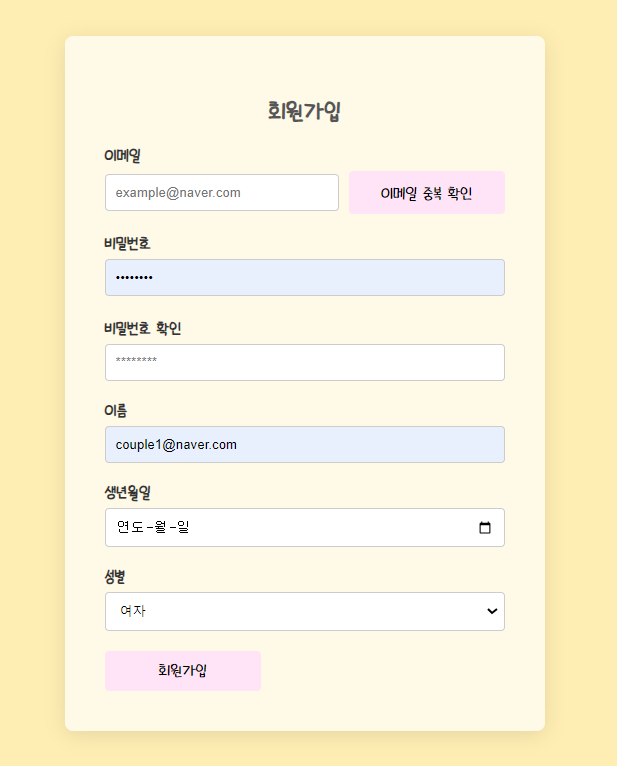 회원가입
이메일
example@naver.com 이메일 중복 확인
비밀번호
••••••••
비밀번호 확인
********
이름
couple1@naver.com
생년월일
연도-월-일
성별
여자
회원가입